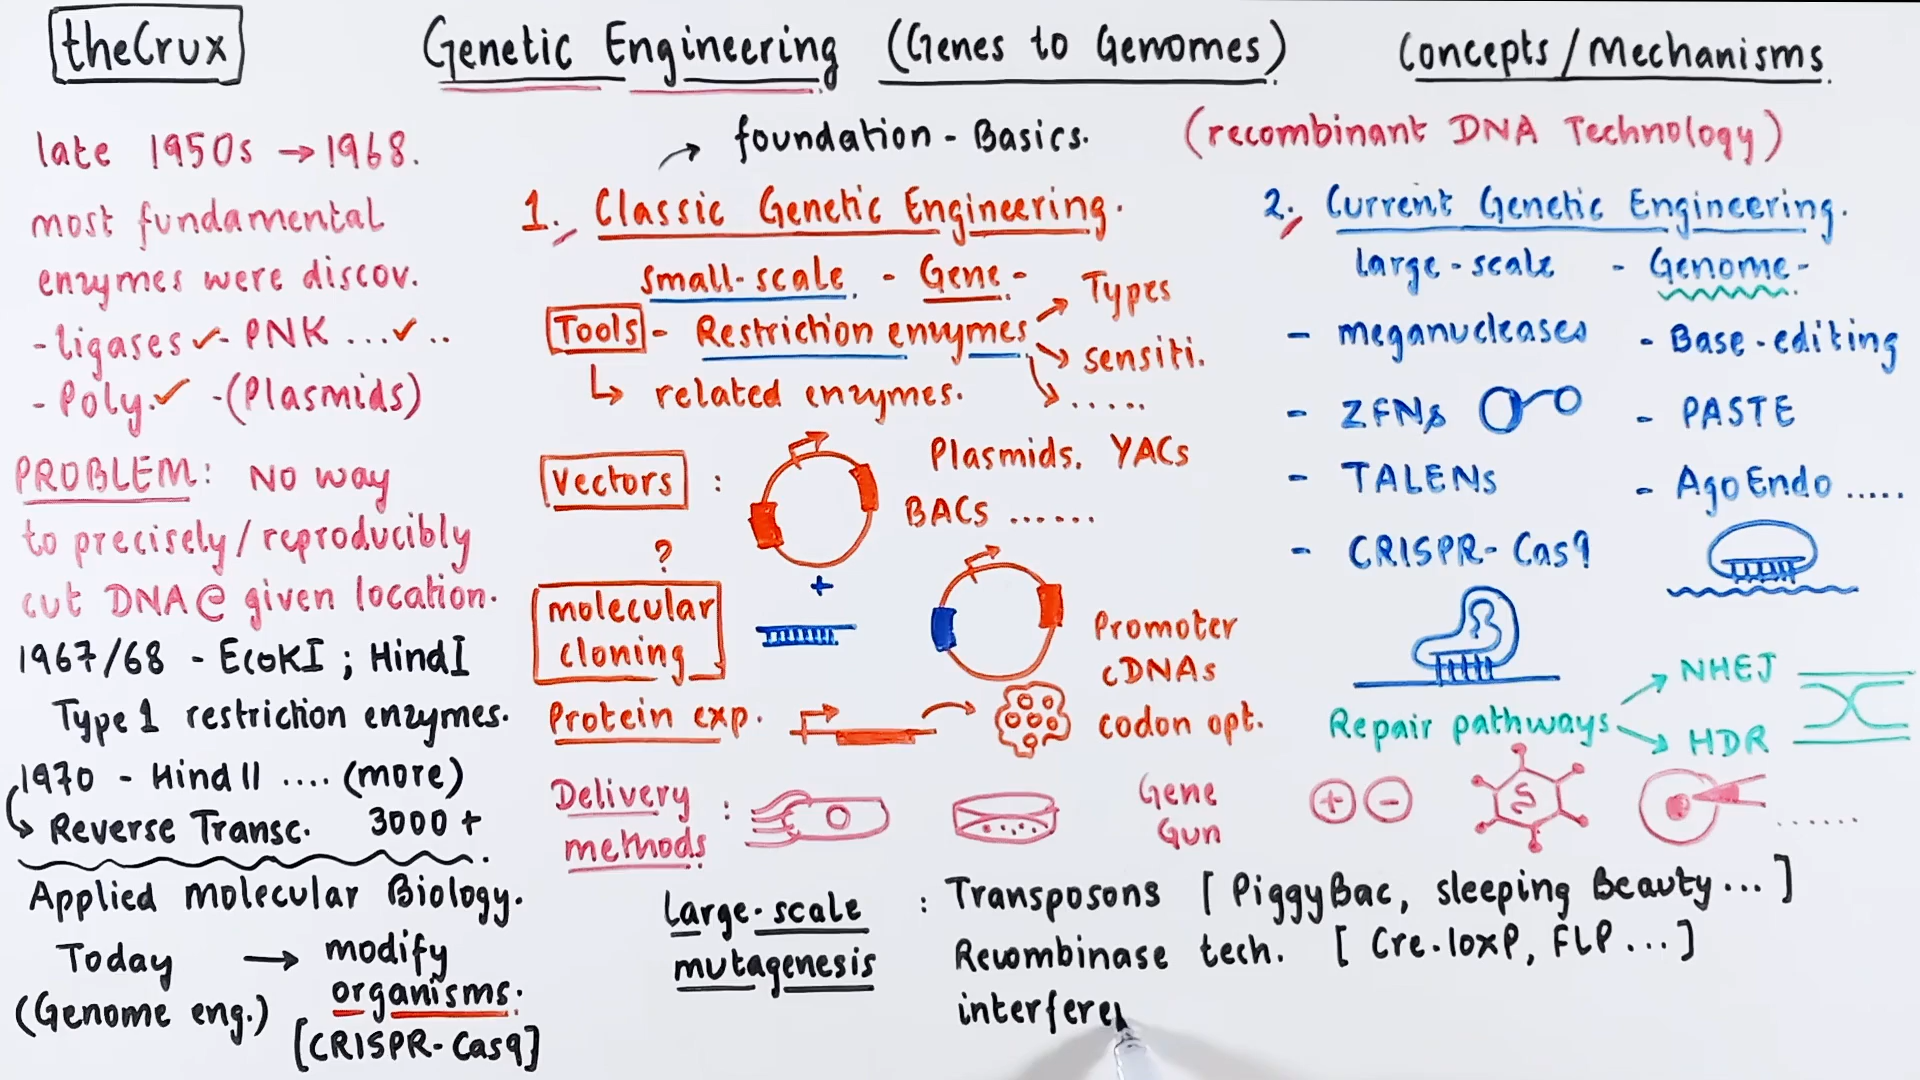 theCrux
Genetic Engineering (Genes to Genomes) Concepts/Mechanisms.
late 1950s → 1968.
most fundamental
enzymes were discov.
- ligases ✓ - PNK ... ✓ ..
- Poly. ✓ - (Plasmids)
PROBLEM: No way
to precisely/reproducibly
cut DNA @ given location.
1967/68 - EcoKI ; HindI
Type 1 restriction enzymes.
1970 - HindII .... (more)
↳ Reverse Transc. 3000 +
Applied Molecular Biology.
Today → modify
(Genome eng.) organisms.
[CRISPR-Cas9]
→ foundation - Basics. (recombinant DNA Technology)
1. Classic Genetic Engineering.
small-scale - Gene -
Tools - Restriction enzymes → Types
→ sensiti.
→ .....
↳ related enzymes.
Vectors : Plasmids. YACs
BACs ......
?
+
molecular
cloning
Promoter
cDNAs
codon opt.
Protein exp.
Delivery
methods :
Gene
Gun
+ -
S
......
2. Current Genetic Engineering.
large-scale - Genome -
- meganucleases - Base-editing
- ZFNs - PASTE
- TALENs - AgoEndo .....
- CRISPR-Cas9
Repair pathways → NHEJ
→ HDR
Large-scale
mutagenesis
: Transposons [PiggyBac, sleeping Beauty...]
Recombinase tech. [Cre.loxP, FLP...]
interfere